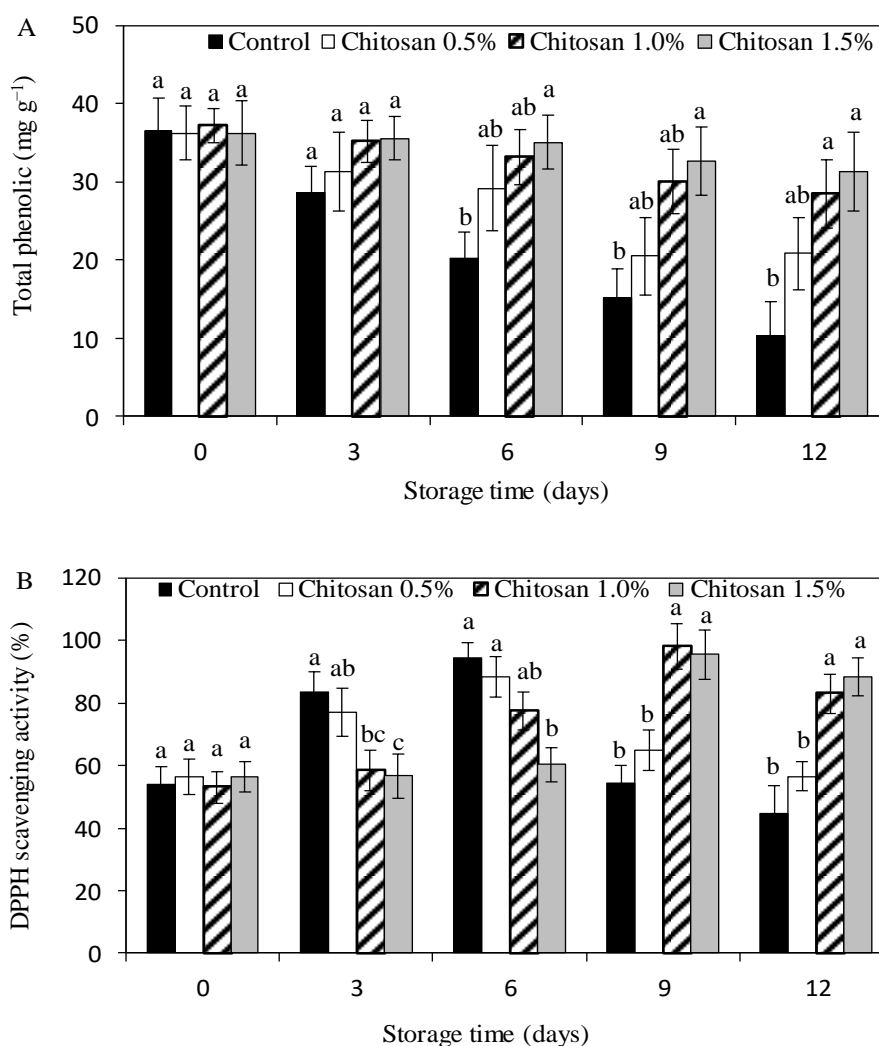 A
50
Control Chitosan 0.5% Chitosan 1.0% Chitosan 1.5%
40
30
20
10
0
Total phenolic (mg g⁻¹)
a a a a
a a a a
b ab ab a
b ab ab a
b ab a a
0 3 6 9 12
Storage time (days)
B
120
Control Chitosan 0.5% Chitosan 1.0% Chitosan 1.5%
100
80
60
40
20
0
DPPH scavenging activity (%)
a a a a
a ab bc c
a a ab b
b b a a
b b a a
0 3 6 9 12
Storage time (days)